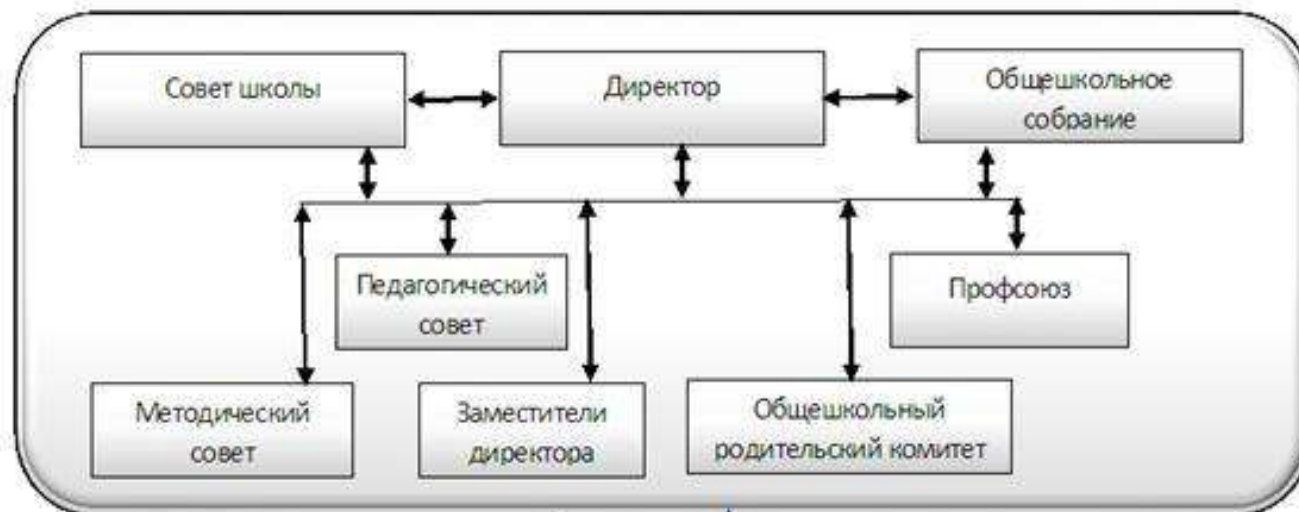 Совет школы
Директор
Общешкольное
собрание
Педагогический
совет
Профсоюз
Методический
совет
Заместители
директора
Общешкольный
родительский комитет